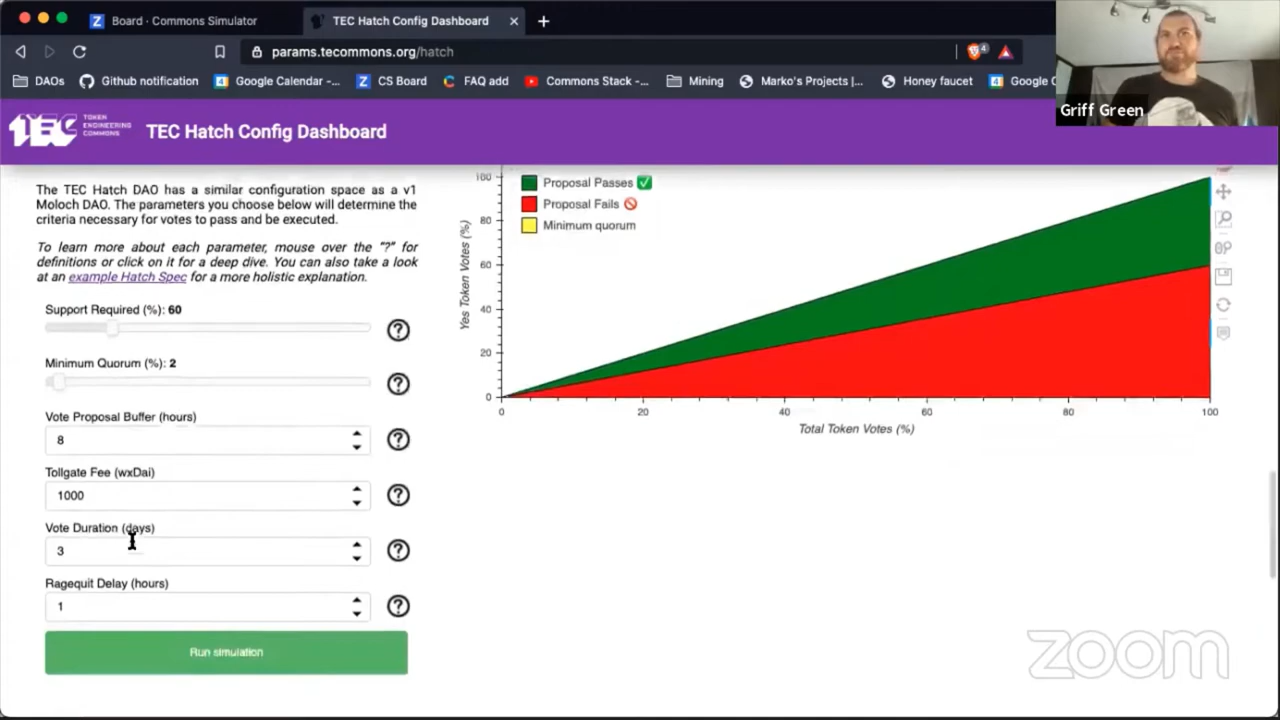 Board · Commons Simulator
TEC Hatch Config Dashboard
params.tecommons.org/hatch
4
DAOs
Github notification
Google Calendar -...
CS Board
FAQ add
Commons Stack -...
Mining
Marko's Projects |...
Honey faucet
Google C
Griff Green
TEC
TOKEN
ENGINEERING
COMMONS
TEC Hatch Config Dashboard
The TEC Hatch DAO has a similar configuration space as a v1
Moloch DAO. The parameters you choose below will determine the
criteria necessary for votes to pass and be executed.
To learn more about each parameter, mouse over the "?" for
definitions or click on it for a deep dive. You can also take a look
at an example Hatch Spec for a more holistic explanation.
Support Required (%): 60
?
Minimum Quorum (%): 2
?
Vote Proposal Buffer (hours)
8
?
Tollgate Fee (wxDai)
1000
?
Vote Duration (days)
3
?
Ragequit Delay (hours)
1
?
Run simulation
Proposal Passes ✅
Proposal Fails 🚫
Minimum quorum
Yes Token Votes (%)
100
80
60
40
20
0
0
20
40
60
80
100
Total Token Votes (%)
zoom